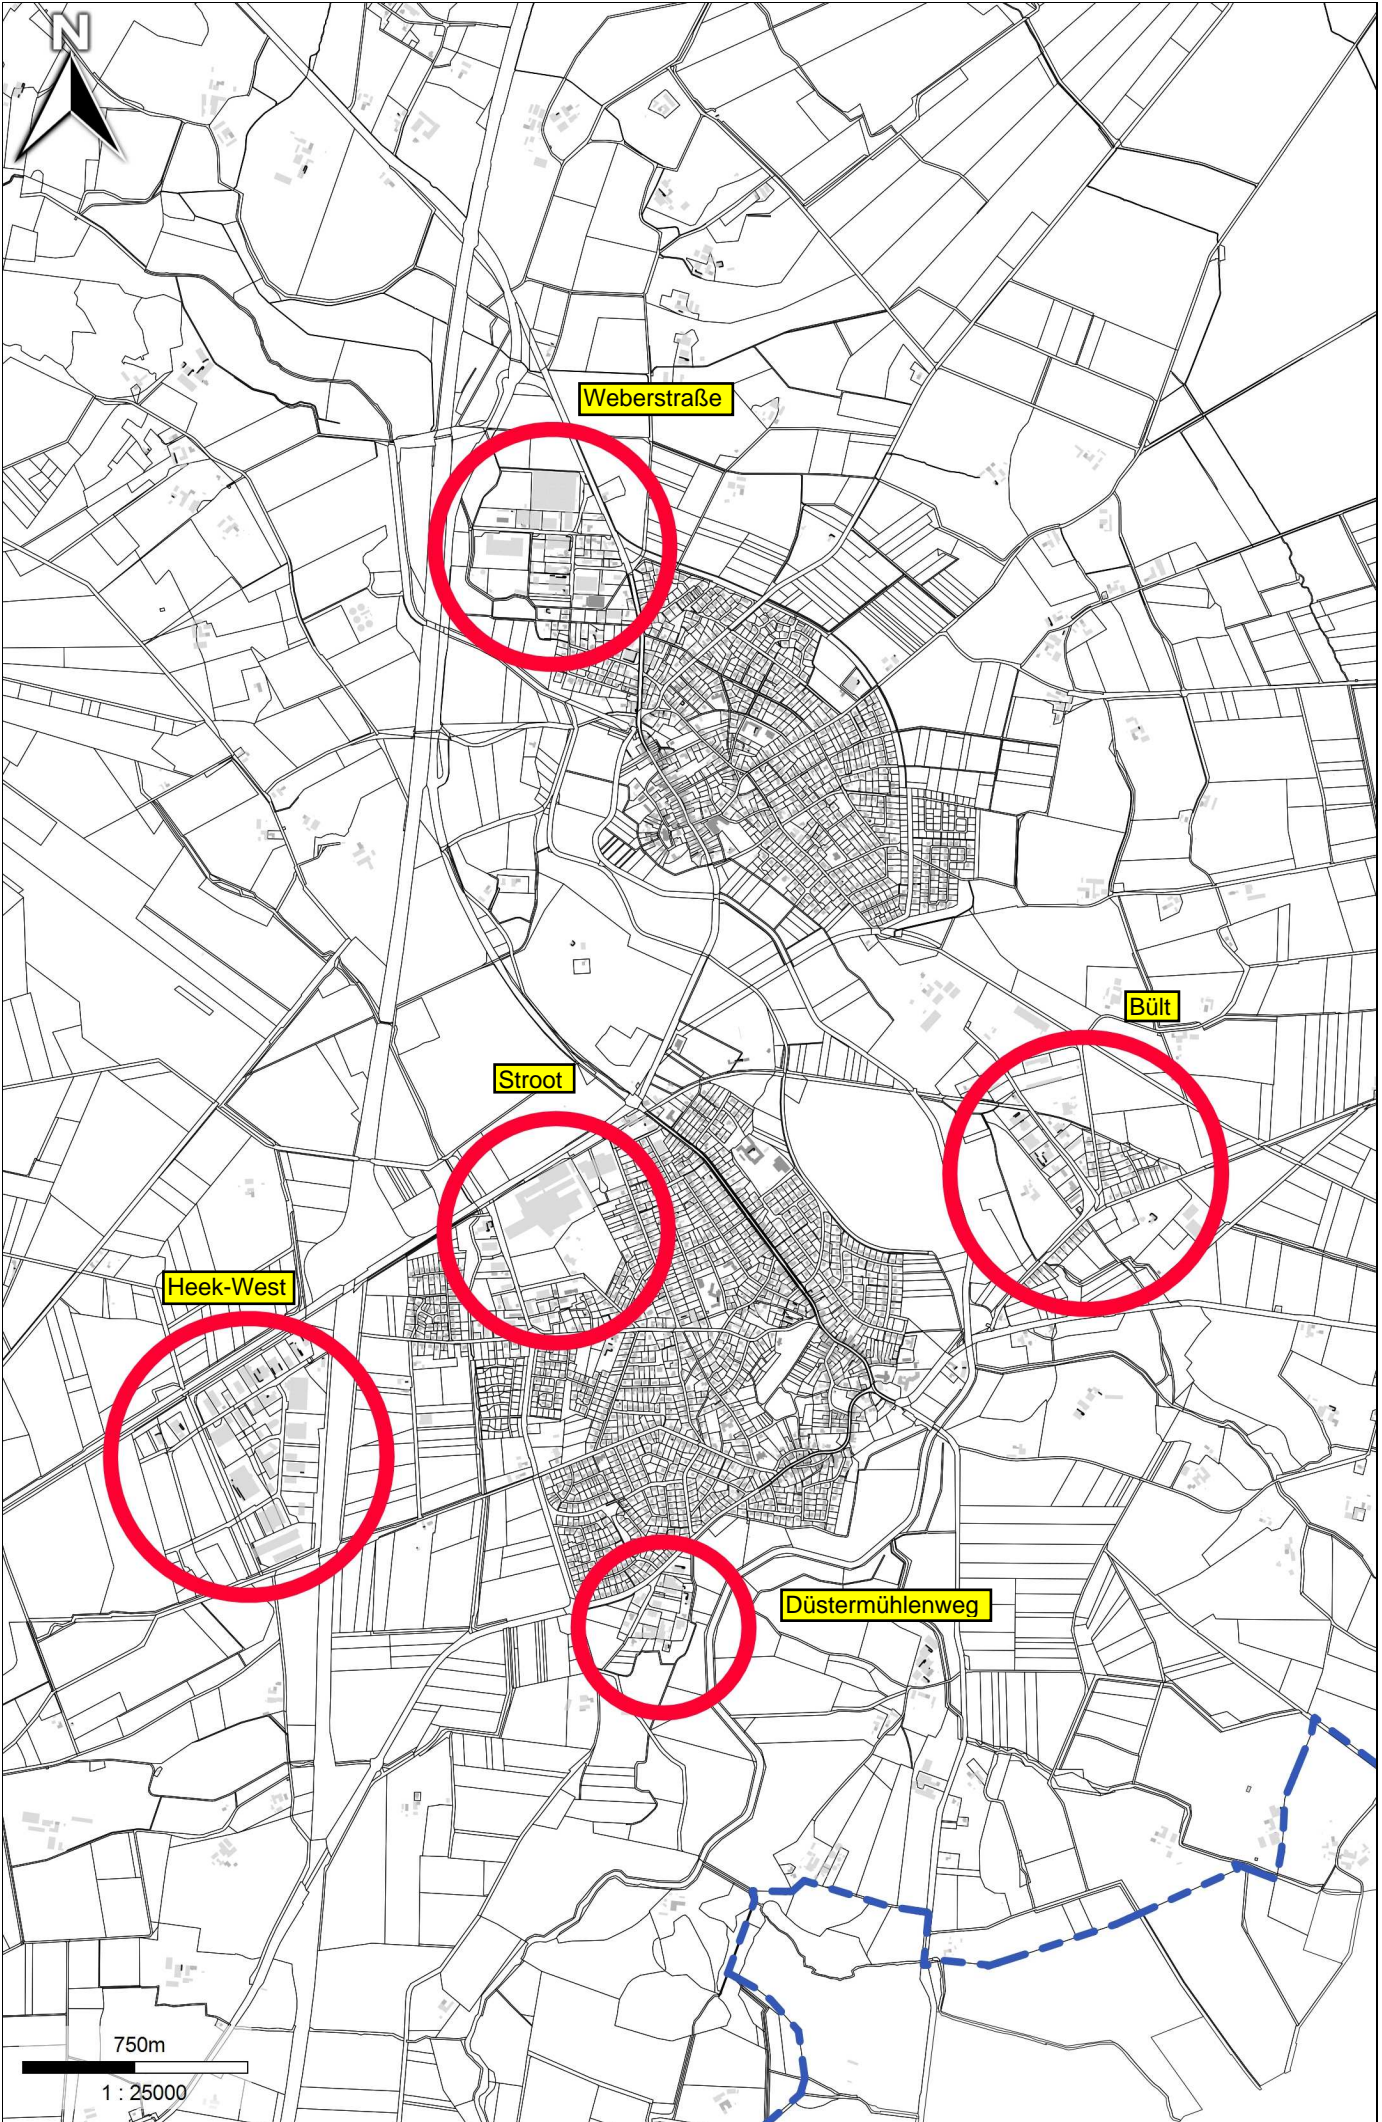 N
Weberstraße
Bült
Stroot
Heek-West
Düstermühlenweg
750m
1 : 25000